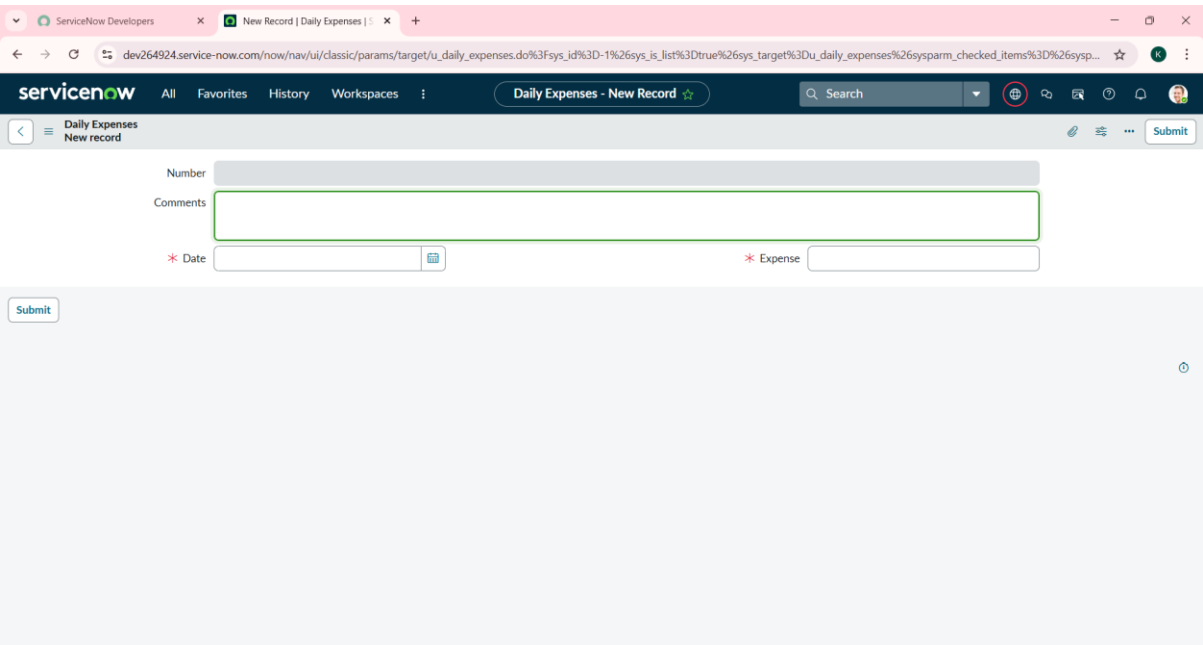 ServiceNow Developers
New Record | Daily Expenses | S
dev264924.service-now.com/now/nav/ui/classic/params/target/u_daily_expenses.do%3Fsys_id%3D-1%26sys_is_list%3Dtrue%26sys_target%3Du_daily_expenses%26sysparm_checked_items%3D%26sysp...
K
servicenow All Favorites History Workspaces Daily Expenses - New Record Search
Daily Expenses
New record
Submit
Number
Comments
* Date
* Expense
Submit